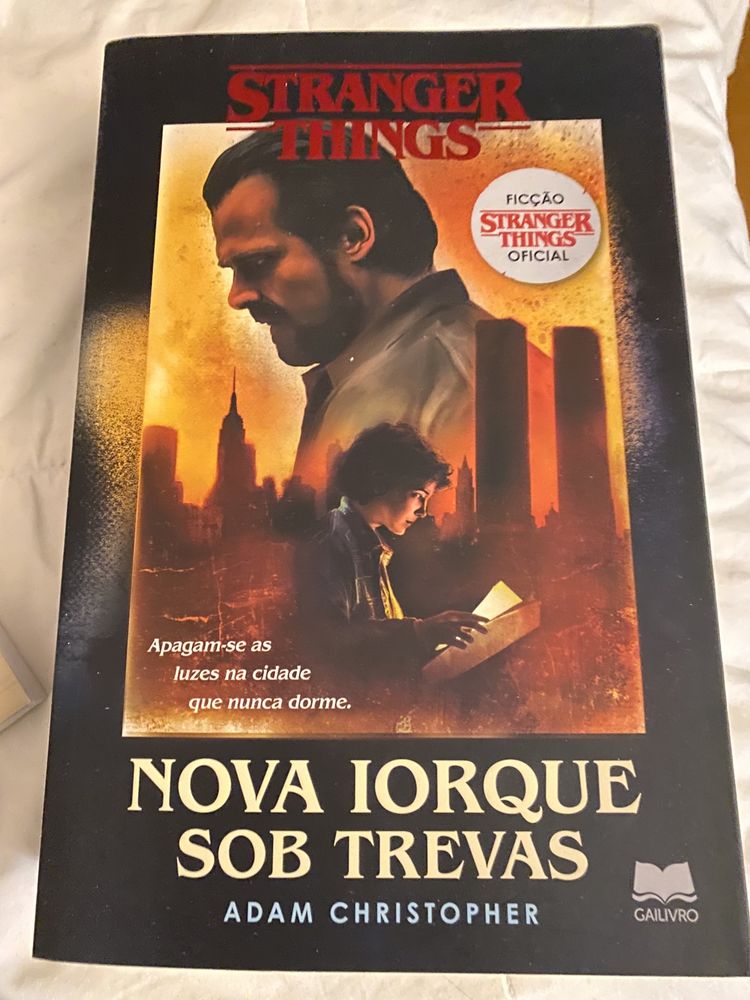 STRANGER
THINGS
FICÇÃO
STRANGER
THINGS
OFICIAL
Apagam-se as
luzes na cidade
que nunca dorme.
NOVA IORQUE
SOB TREVAS
ADAM CHRISTOPHER
GAILIVRO